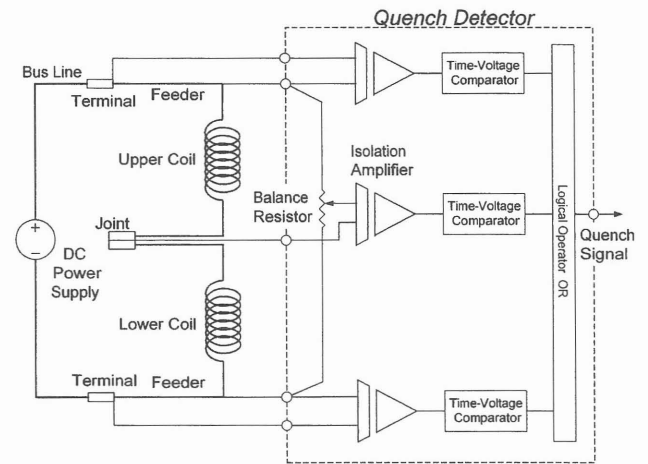 Quench Detector
Bus Line
Terminal
Feeder
Time-Voltage
Comparator
Upper Coil
Isolation
Amplifier
Balance
Resistor
Time-Voltage
Comparator
Joint
+
−
DC
Power
Supply
Logical Operator OR
Quench
Signal
Lower Coil
Terminal
Feeder
Time-Voltage
Comparator